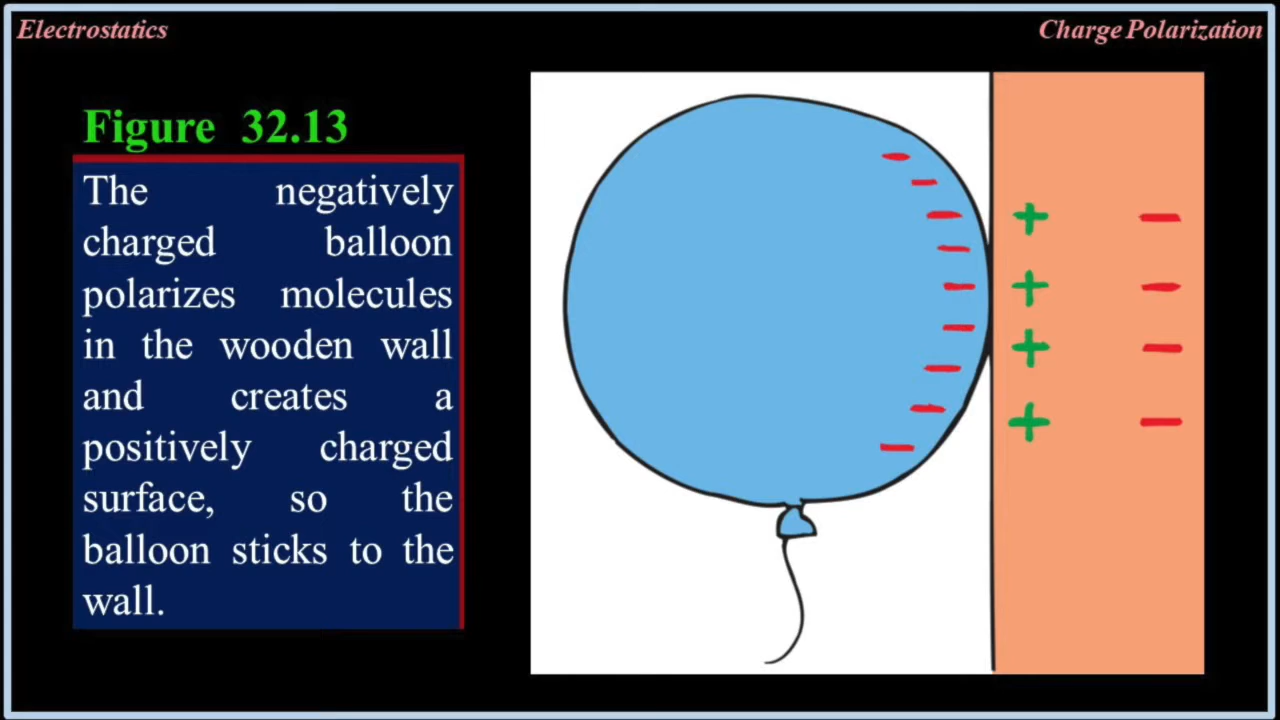 Electrostatics
Charge Polarization
Figure 32.13
The negatively
charged balloon
polarizes molecules
in the wooden wall
and creates a
positively charged
surface, so the
balloon sticks to the
wall.